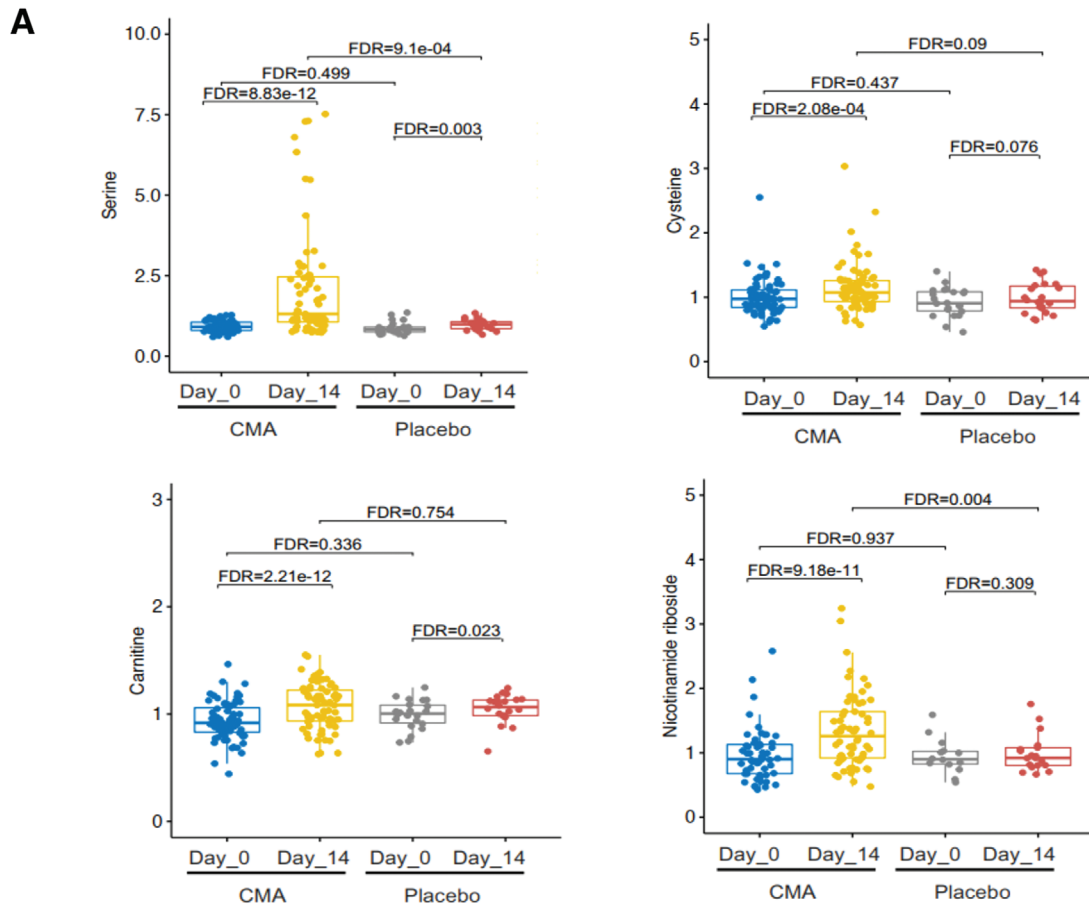 A
10.0
7.5
5.0
2.5
0.0
Serine
FDR=9.1e-04
FDR=0.499
FDR=8.83e-12
FDR=0.003
Day_0 Day_14 Day_0 Day_14
CMA Placebo
5
4
3
2
1
0
Cysteine
FDR=0.09
FDR=0.437
FDR=2.08e-04
FDR=0.076
Day_0 Day_14 Day_0 Day_14
CMA Placebo
3
2
1
0
Carnitine
FDR=0.754
FDR=0.336
FDR=2.21e-12
FDR=0.023
Day_0 Day_14 Day_0 Day_14
CMA Placebo
5
4
3
2
1
0
Nicotinamide riboside
FDR=0.004
FDR=0.937
FDR=9.18e-11
FDR=0.309
Day_0 Day_14 Day_0 Day_14
CMA Placebo